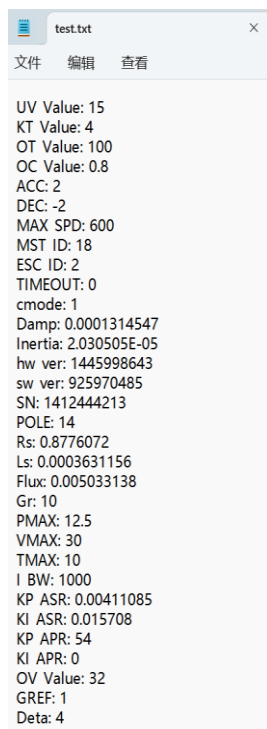 test.txt
文件 编辑 查看
UV Value: 15
KT Value: 4
OT Value: 100
OC Value: 0.8
ACC: 2
DEC: -2
MAX SPD: 600
MST ID: 18
ESC ID: 2
TIMEOUT: 0
cmode: 1
Damp: 0.0001314547
Inertia: 2.030505E-05
hw ver: 1445998643
sw ver: 925970485
SN: 1412444213
POLE: 14
Rs: 0.8776072
Ls: 0.0003631156
Flux: 0.005033138
Gr: 10
PMAX: 12.5
VMAX: 30
TMAX: 10
I BW: 1000
KP ASR: 0.00411085
KI ASR: 0.015708
KP APR: 54
KI APR: 0
OV Value: 32
GREF: 1
Deta: 4